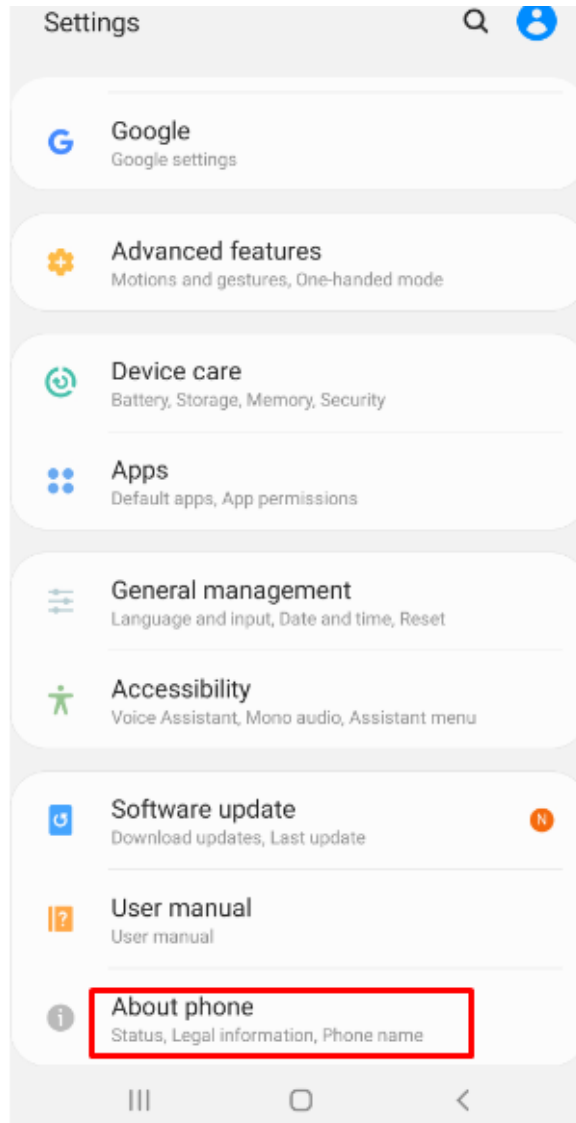 Settings
Google
Google settings
Advanced features
Motions and gestures, One-handed mode
Device care
Battery, Storage, Memory, Security
Apps
Default apps, App permissions
General management
Language and input, Date and time, Reset
Accessibility
Voice Assistant, Mono audio, Assistant menu
Software update
N
Download updates, Last update
User manual
User manual
About phone
Status, Legal information, Phone name